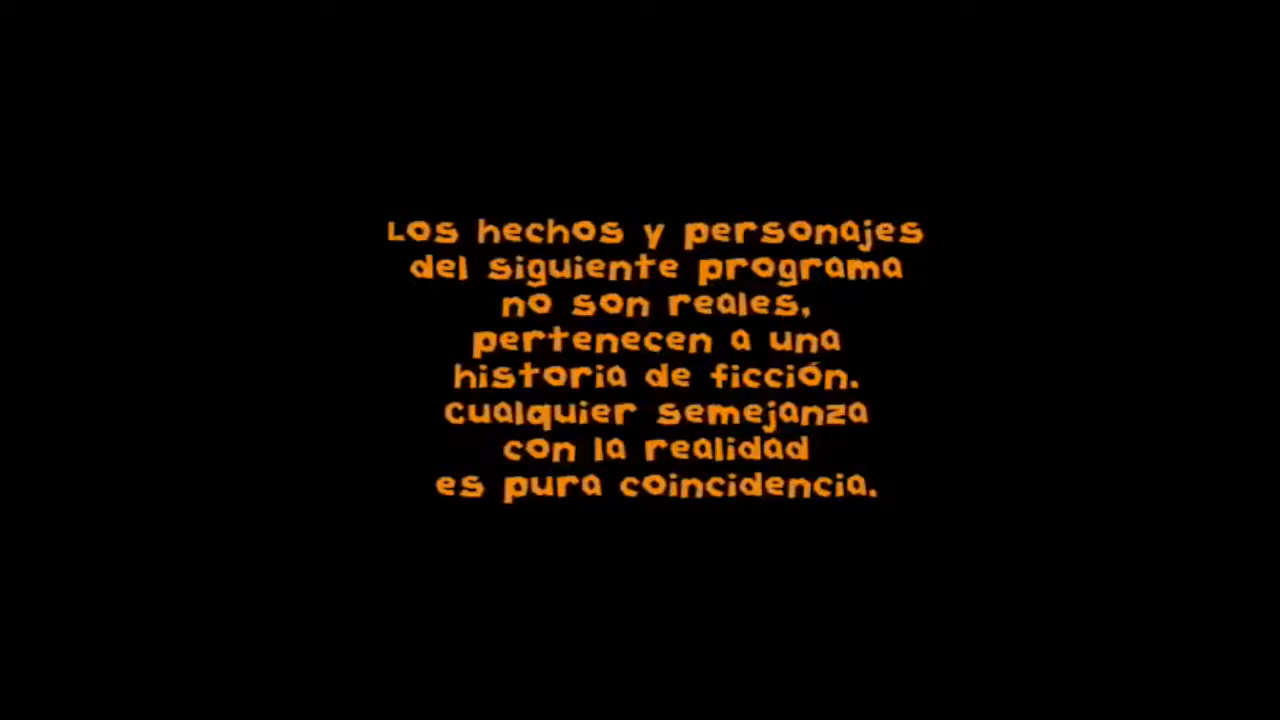 Los hechos y personajes
del siguiente programa
no son reales,
pertenecen a una
historia de ficción.
cualquier semejanza
con la realidad
es pura coincidencia.